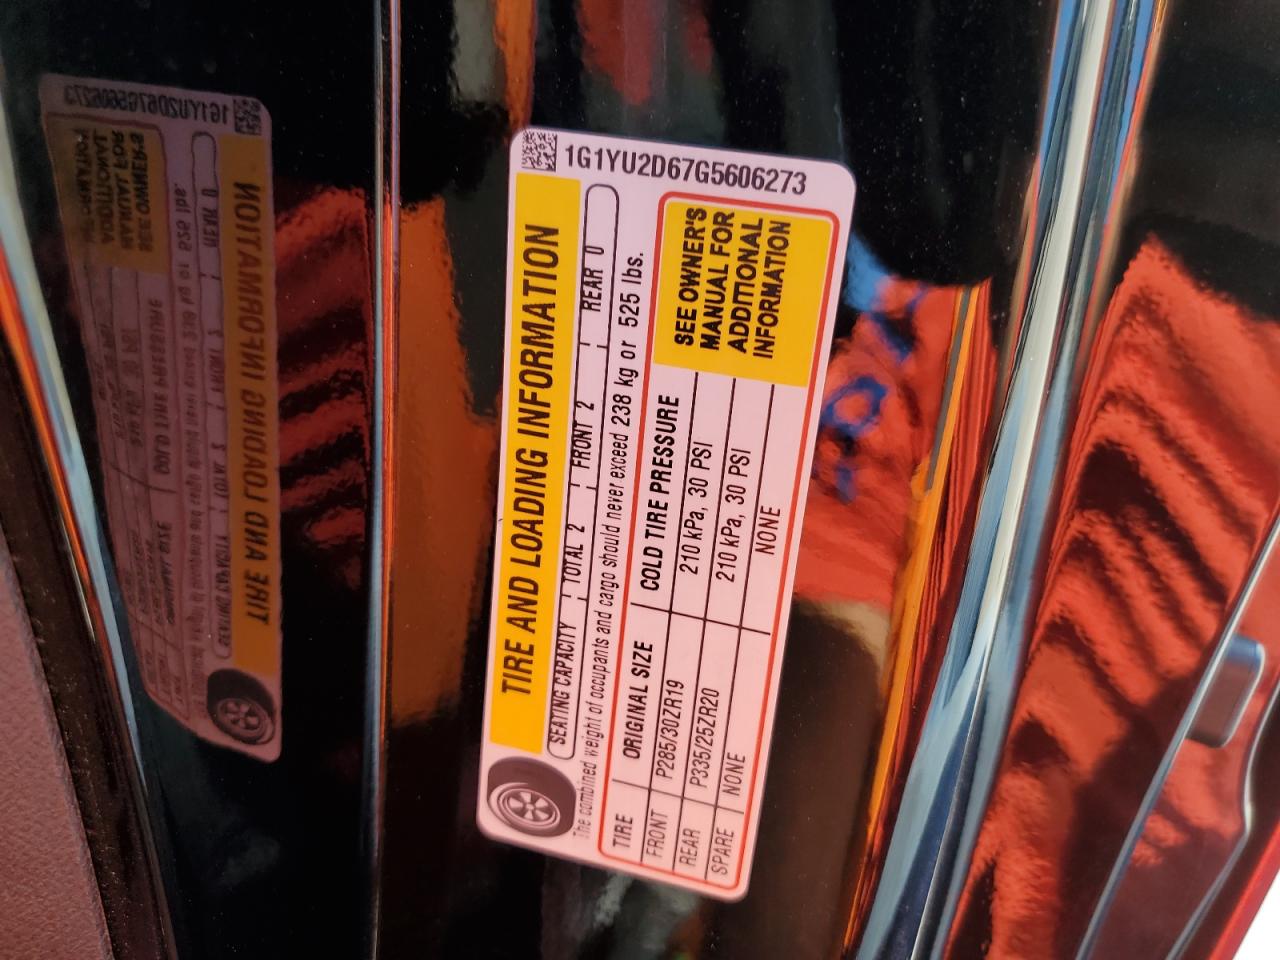 1G1YU2D67G5606273
TIRE AND LOADING INFORMATION
SEATING CAPACITY TOTAL 2 FRONT 2 REAR 0
The combined weight of occupants and cargo should never exceed 238 kg or 525 lbs.
TIRE ORIGINAL SIZE COLD TIRE PRESSURE
FRONT P285/30ZR19 210 kPa, 30 PSI
REAR P335/25ZR20 210 kPa, 30 PSI
SPARE NONE NONE
SEE OWNER'S
MANUAL FOR
ADDITIONAL
INFORMATION